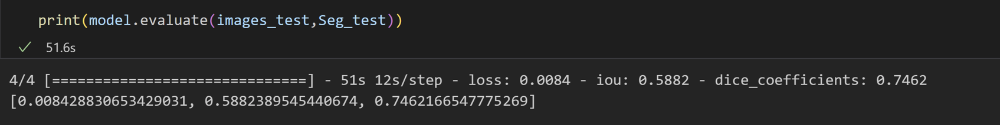 print(model.evaluate(images_test,Seg_test))
51.6s
4/4 [==============================] - 51s 12s/step - loss: 0.0084 - iou: 0.5882 - dice_coefficients: 0.7462
[0.008428830653429031, 0.5882389545440674, 0.7462166547775269]